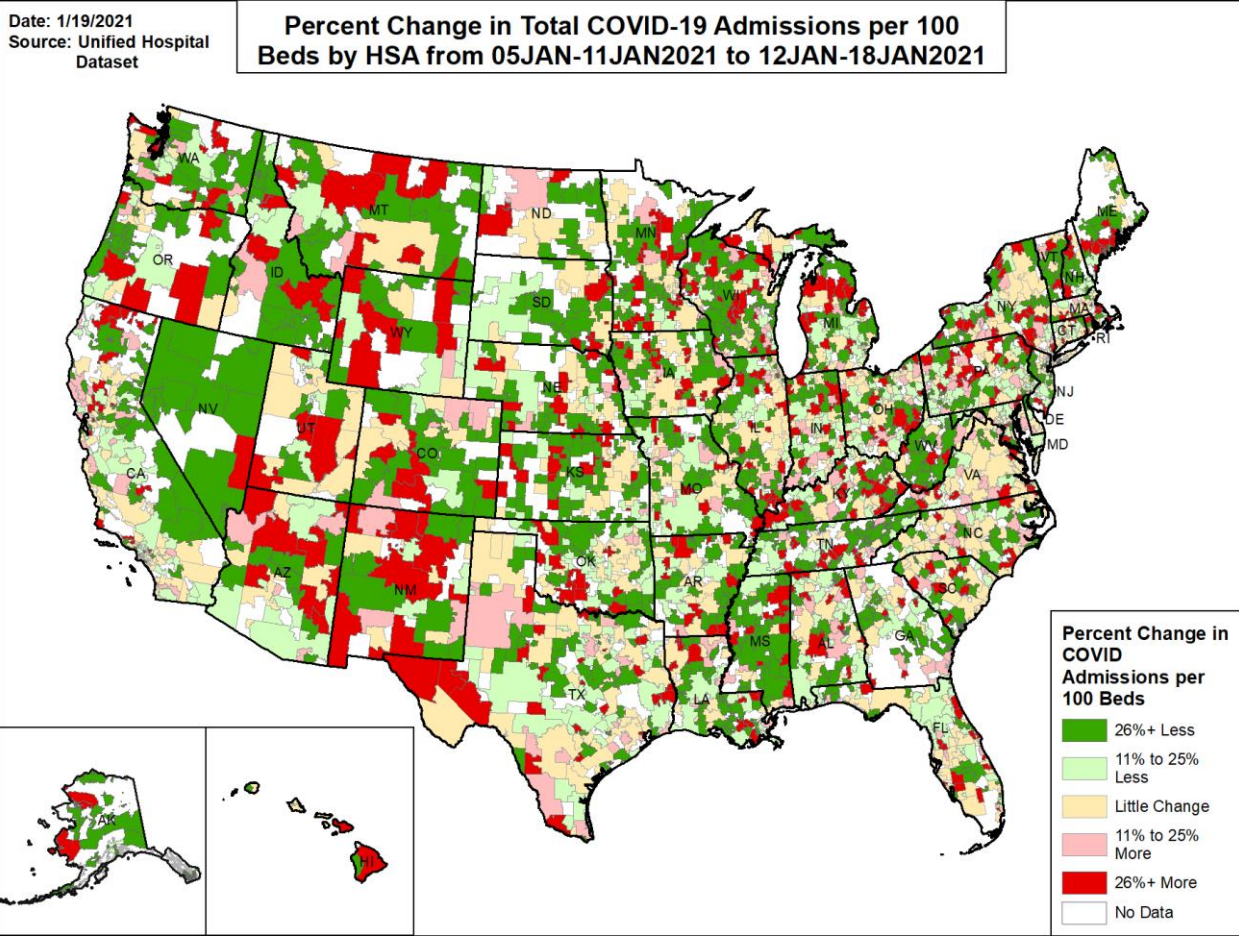 Date: 1/19/2021
Source: Unified Hospital
Dataset
Percent Change in Total COVID-19 Admissions per 100
Beds by HSA from 05JAN-11JAN2021 to 12JAN-18JAN2021
WA
MT
ND
MN
ME
OR
ID
SD
WI
MI
NY
VT
NH
MA
CT
RI
WY
NE
IA
PA
NJ
NV
UT
CO
IL
IN
OH
DE
MD
CA
KS
MO
WV
KY
VA
AZ
NM
OK
AR
TN
NC
SC
TX
LA
MS
AL
GA
FL
AK
HI
Percent Change in
COVID
Admissions per
100 Beds
26%+ Less
11% to 25%
Less
Little Change
11% to 25%
More
26%+ More
No Data